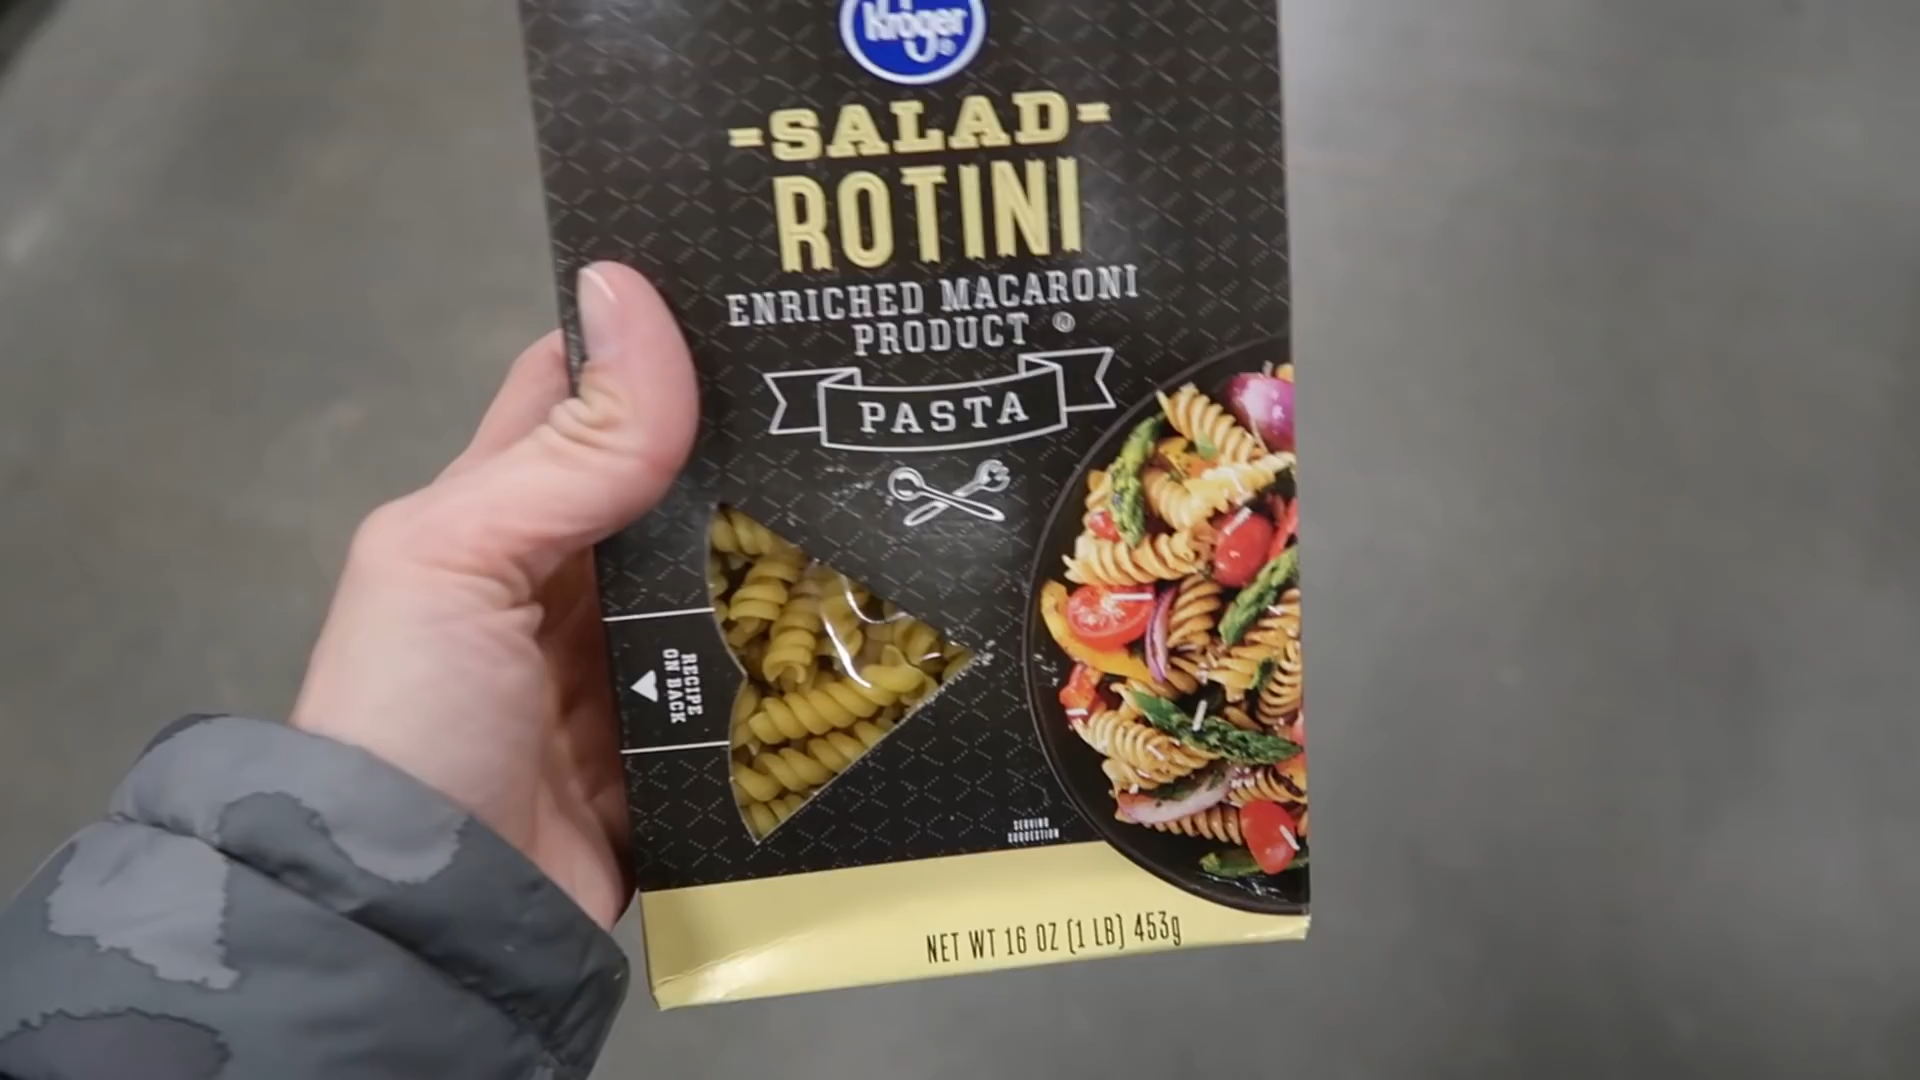 Kroger®
-SALAD-
ROTINI
ENRICHED MACARONI
PRODUCT
PASTA
RECIPE
ON BACK
SERVING
SUGGESTION
NET WT 16 OZ (1 LB) 453g